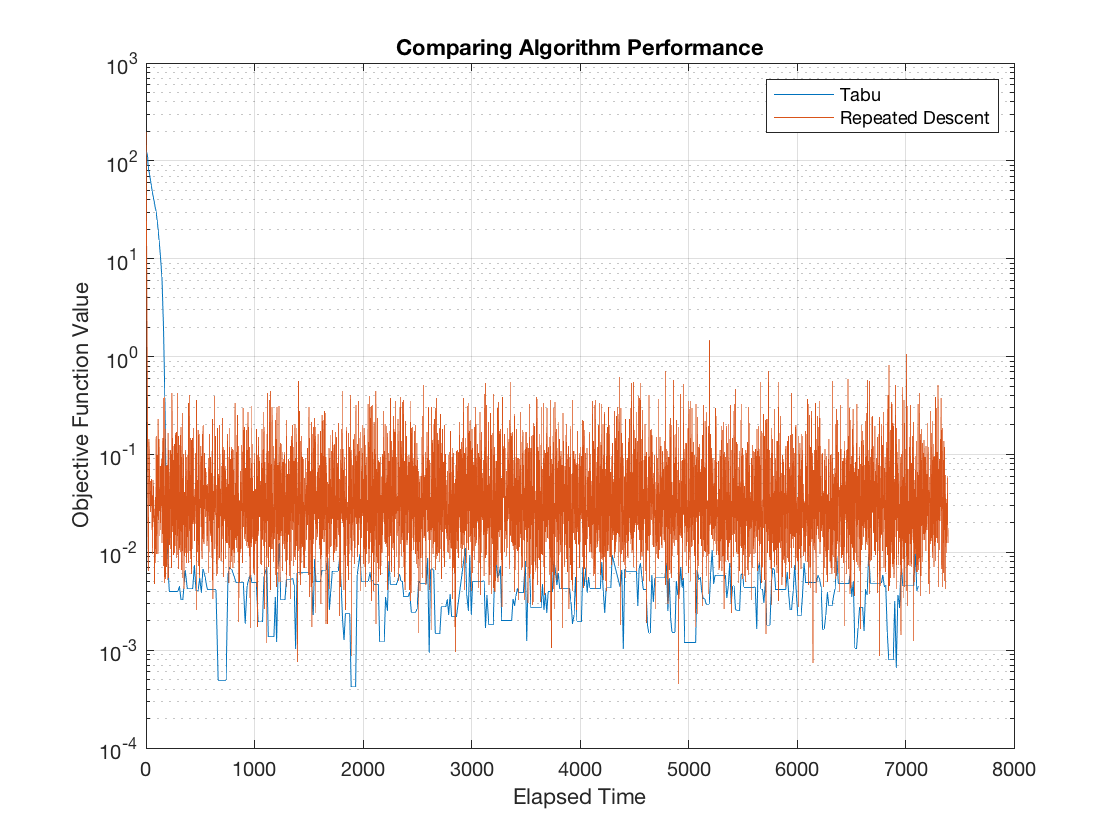 Comparing Algorithm Performance
10^3
10^2
10^1
10^0
10^-1
10^-2
10^-3
10^-4
Objective Function Value
Tabu
Repeated Descent
0 1000 2000 3000 4000 5000 6000 7000 8000
Elapsed Time